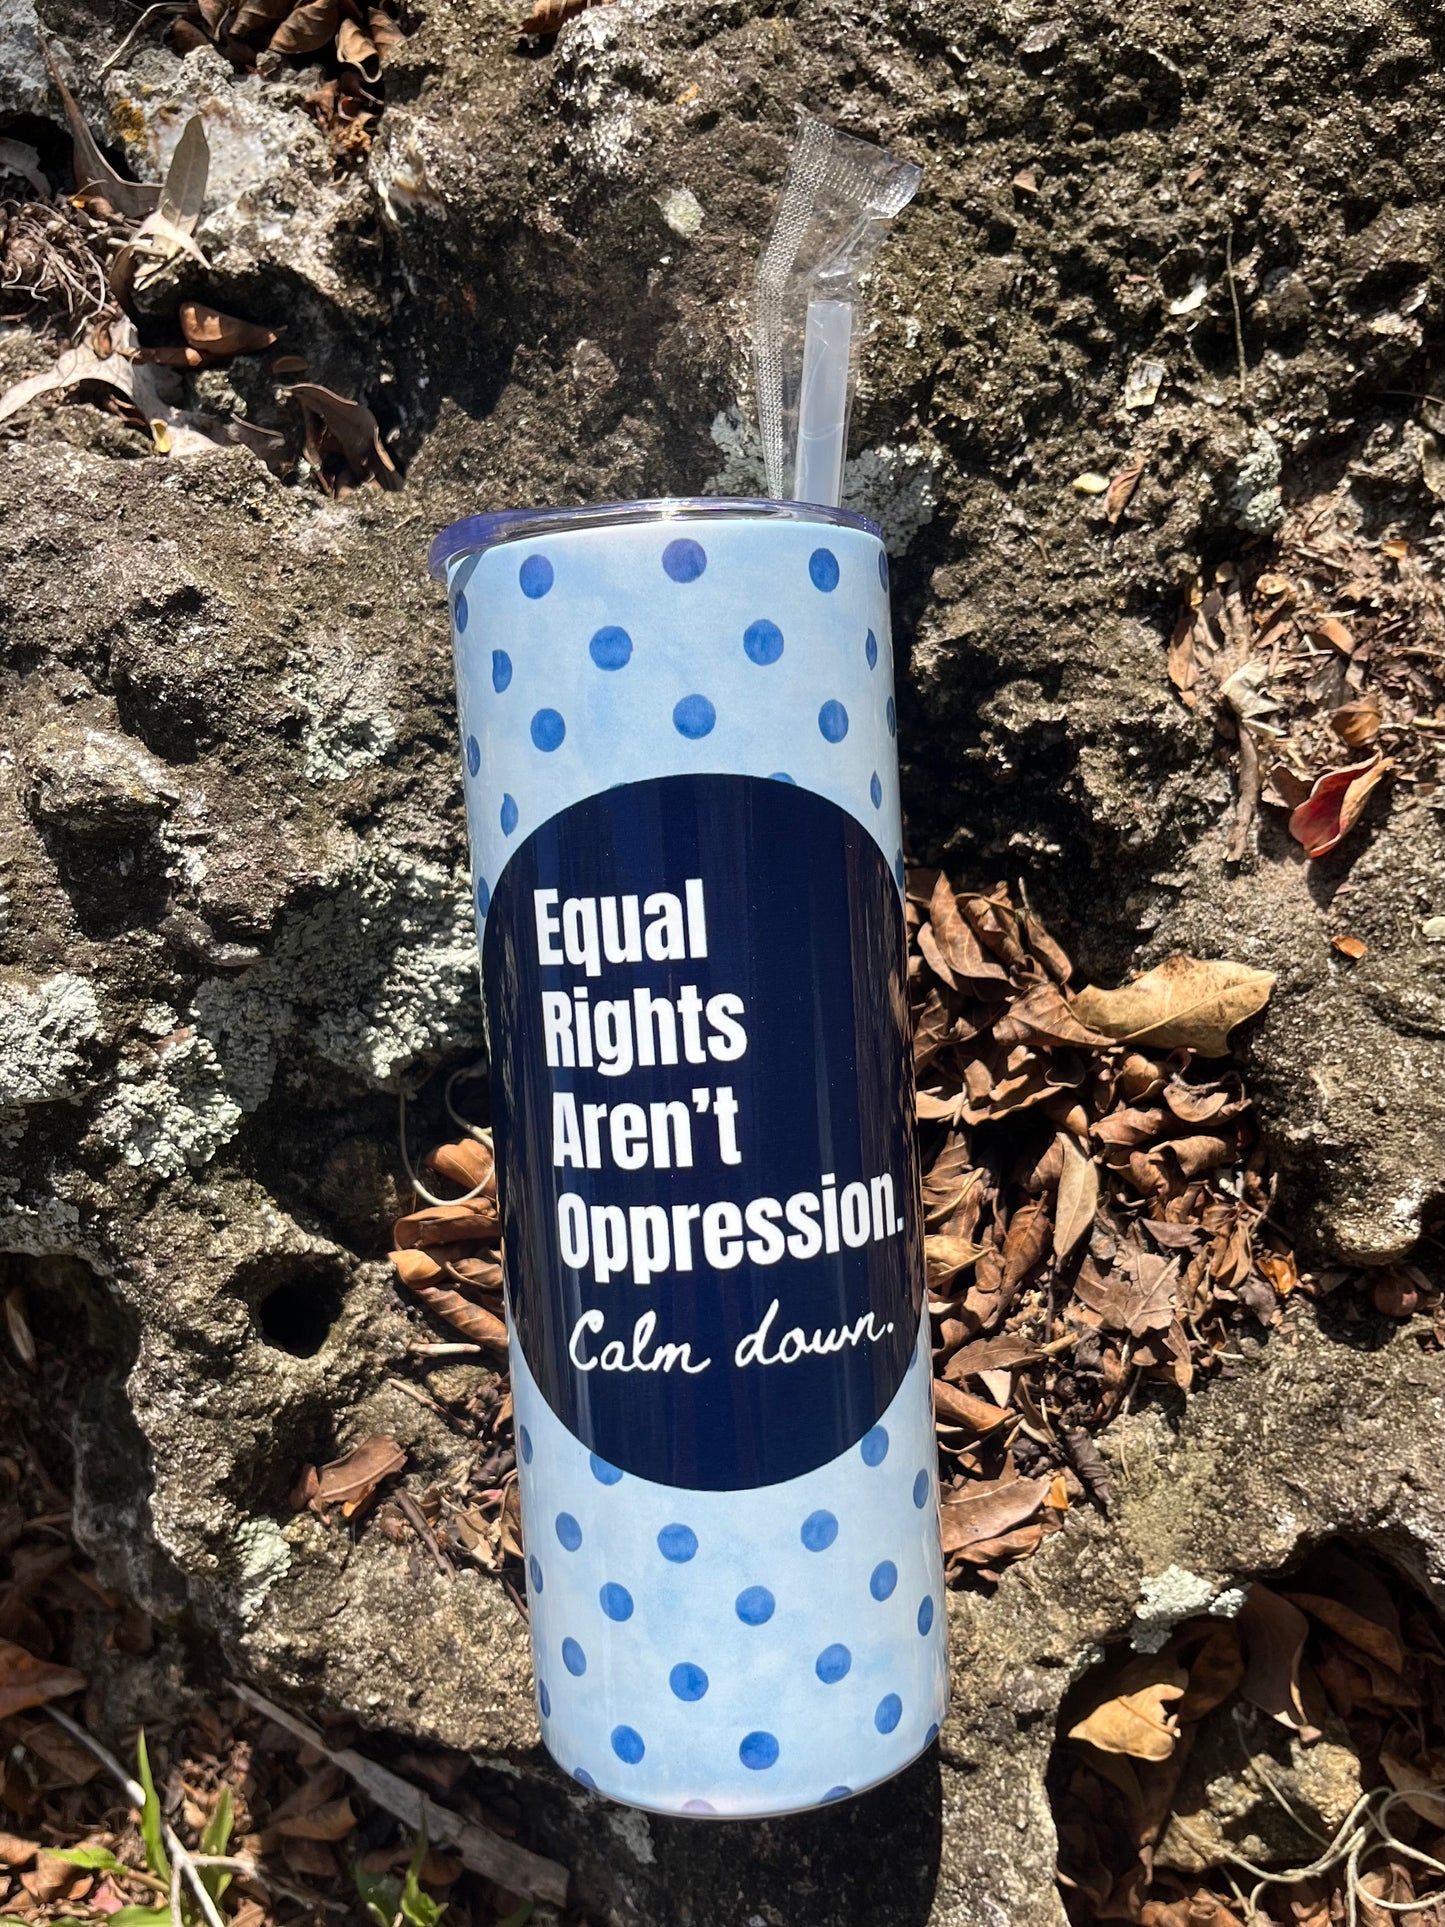 Equal
Rights
Aren't
Oppression.
Calm down.